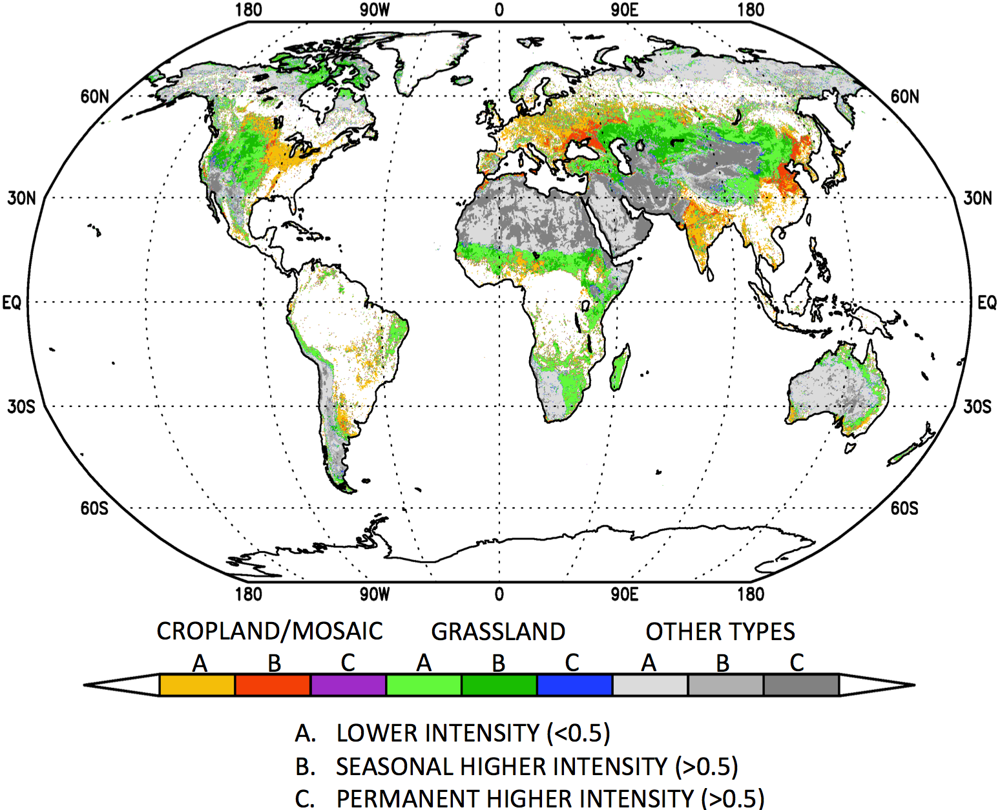 180 90W 0 90E 180
60N 60N
30N 30N
EQ EQ
30S 30S
60S 60S
180 90W 0 90E 180
CROPLAND/MOSAIC GRASSLAND OTHER TYPES
A B C A B C A B C
A. LOWER INTENSITY (<0.5)
B. SEASONAL HIGHER INTENSITY (>0.5)
C. PERMANENT HIGHER INTENSITY (>0.5)